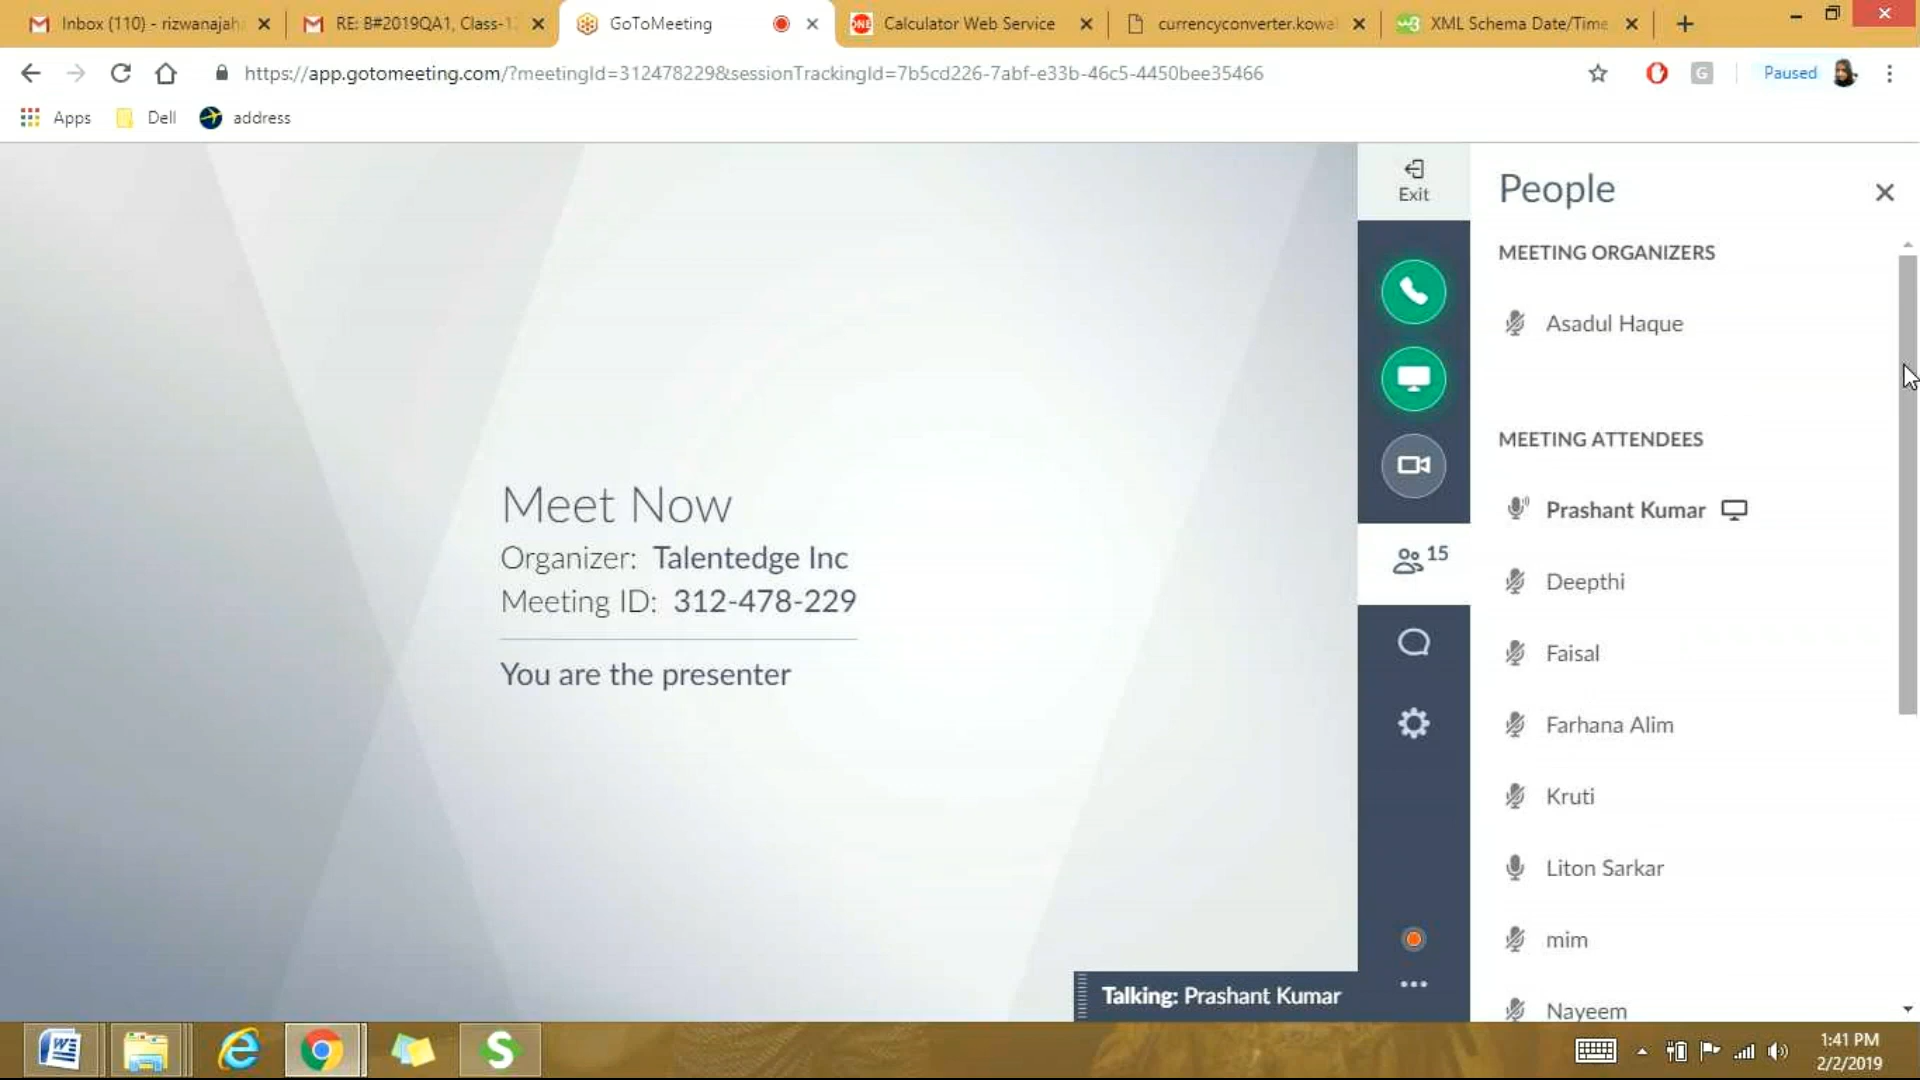 Inbox (110) - rizwanajah
RE: B#2019QA1, Class-1
GoToMeeting
Calculator Web Service
currencyconverter.kowa
XML Schema Date/Time
https://app.gotomeeting.com/?meetingId=312478229&sessionTrackingId=7b5cd226-7abf-e33b-46c5-4450bee35466
Paused
Apps
Dell
address
Exit
People
MEETING ORGANIZERS
Asadul Haque
MEETING ATTENDEES
Prashant Kumar
Deepthi
Faisal
Farhana Alim
Kruti
Liton Sarkar
mim
Nayeem
15
Meet Now
Organizer: Talentedge Inc
Meeting ID: 312-478-229
You are the presenter
Talking: Prashant Kumar
1:41 PM
2/2/2019